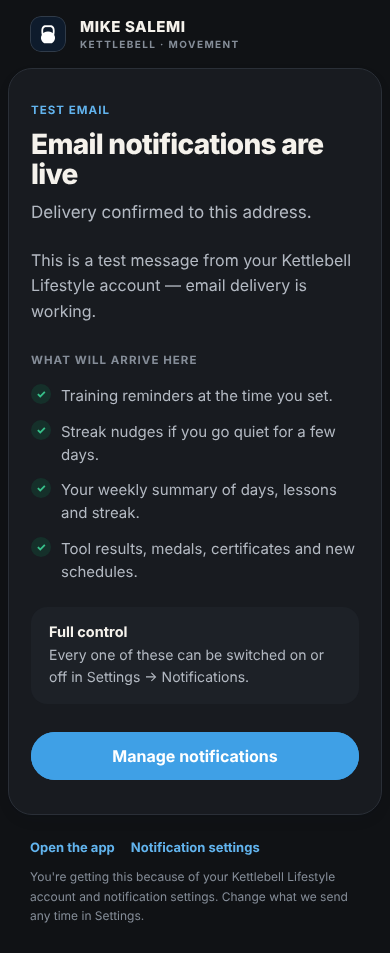 MIKE SALEMI
KETTLEBELL · MOVEMENT
TEST EMAIL
Email notifications are
live
Delivery confirmed to this address.
This is a test message from your Kettlebell
Lifestyle account — email delivery is
working.
WHAT WILL ARRIVE HERE
Training reminders at the time you set.
Streak nudges if you go quiet for a few
days.
Your weekly summary of days, lessons
and streak.
Tool results, medals, certificates and new
schedules.
Full control
Every one of these can be switched on or
off in Settings → Notifications.
Manage notifications
Open the app Notification settings
You're getting this because of your Kettlebell Lifestyle
account and notification settings. Change what we send
any time in Settings.